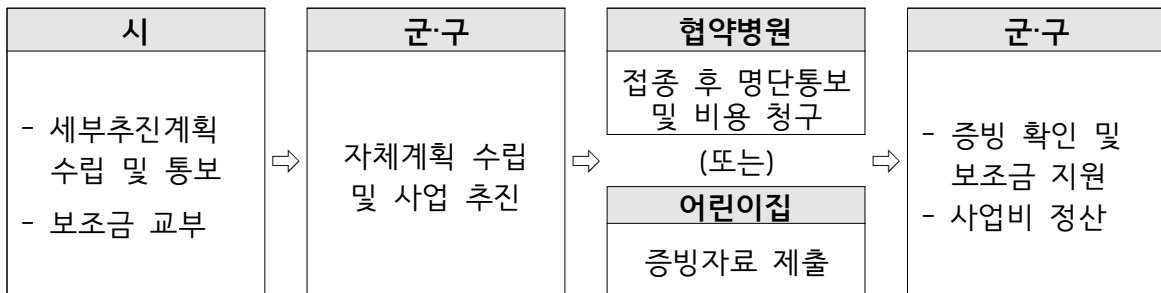 시
- 세부추진계획
수립 및 통보
- 보조금 교부
⇨
군·구
자체계획 수립
및 사업 추진
⇨
협약병원
접종 후 명단통보
및 비용 청구
(또는)
어린이집
증빙자료 제출
⇨
군·구
- 증빙 확인 및
보조금 지원
- 사업비 정산